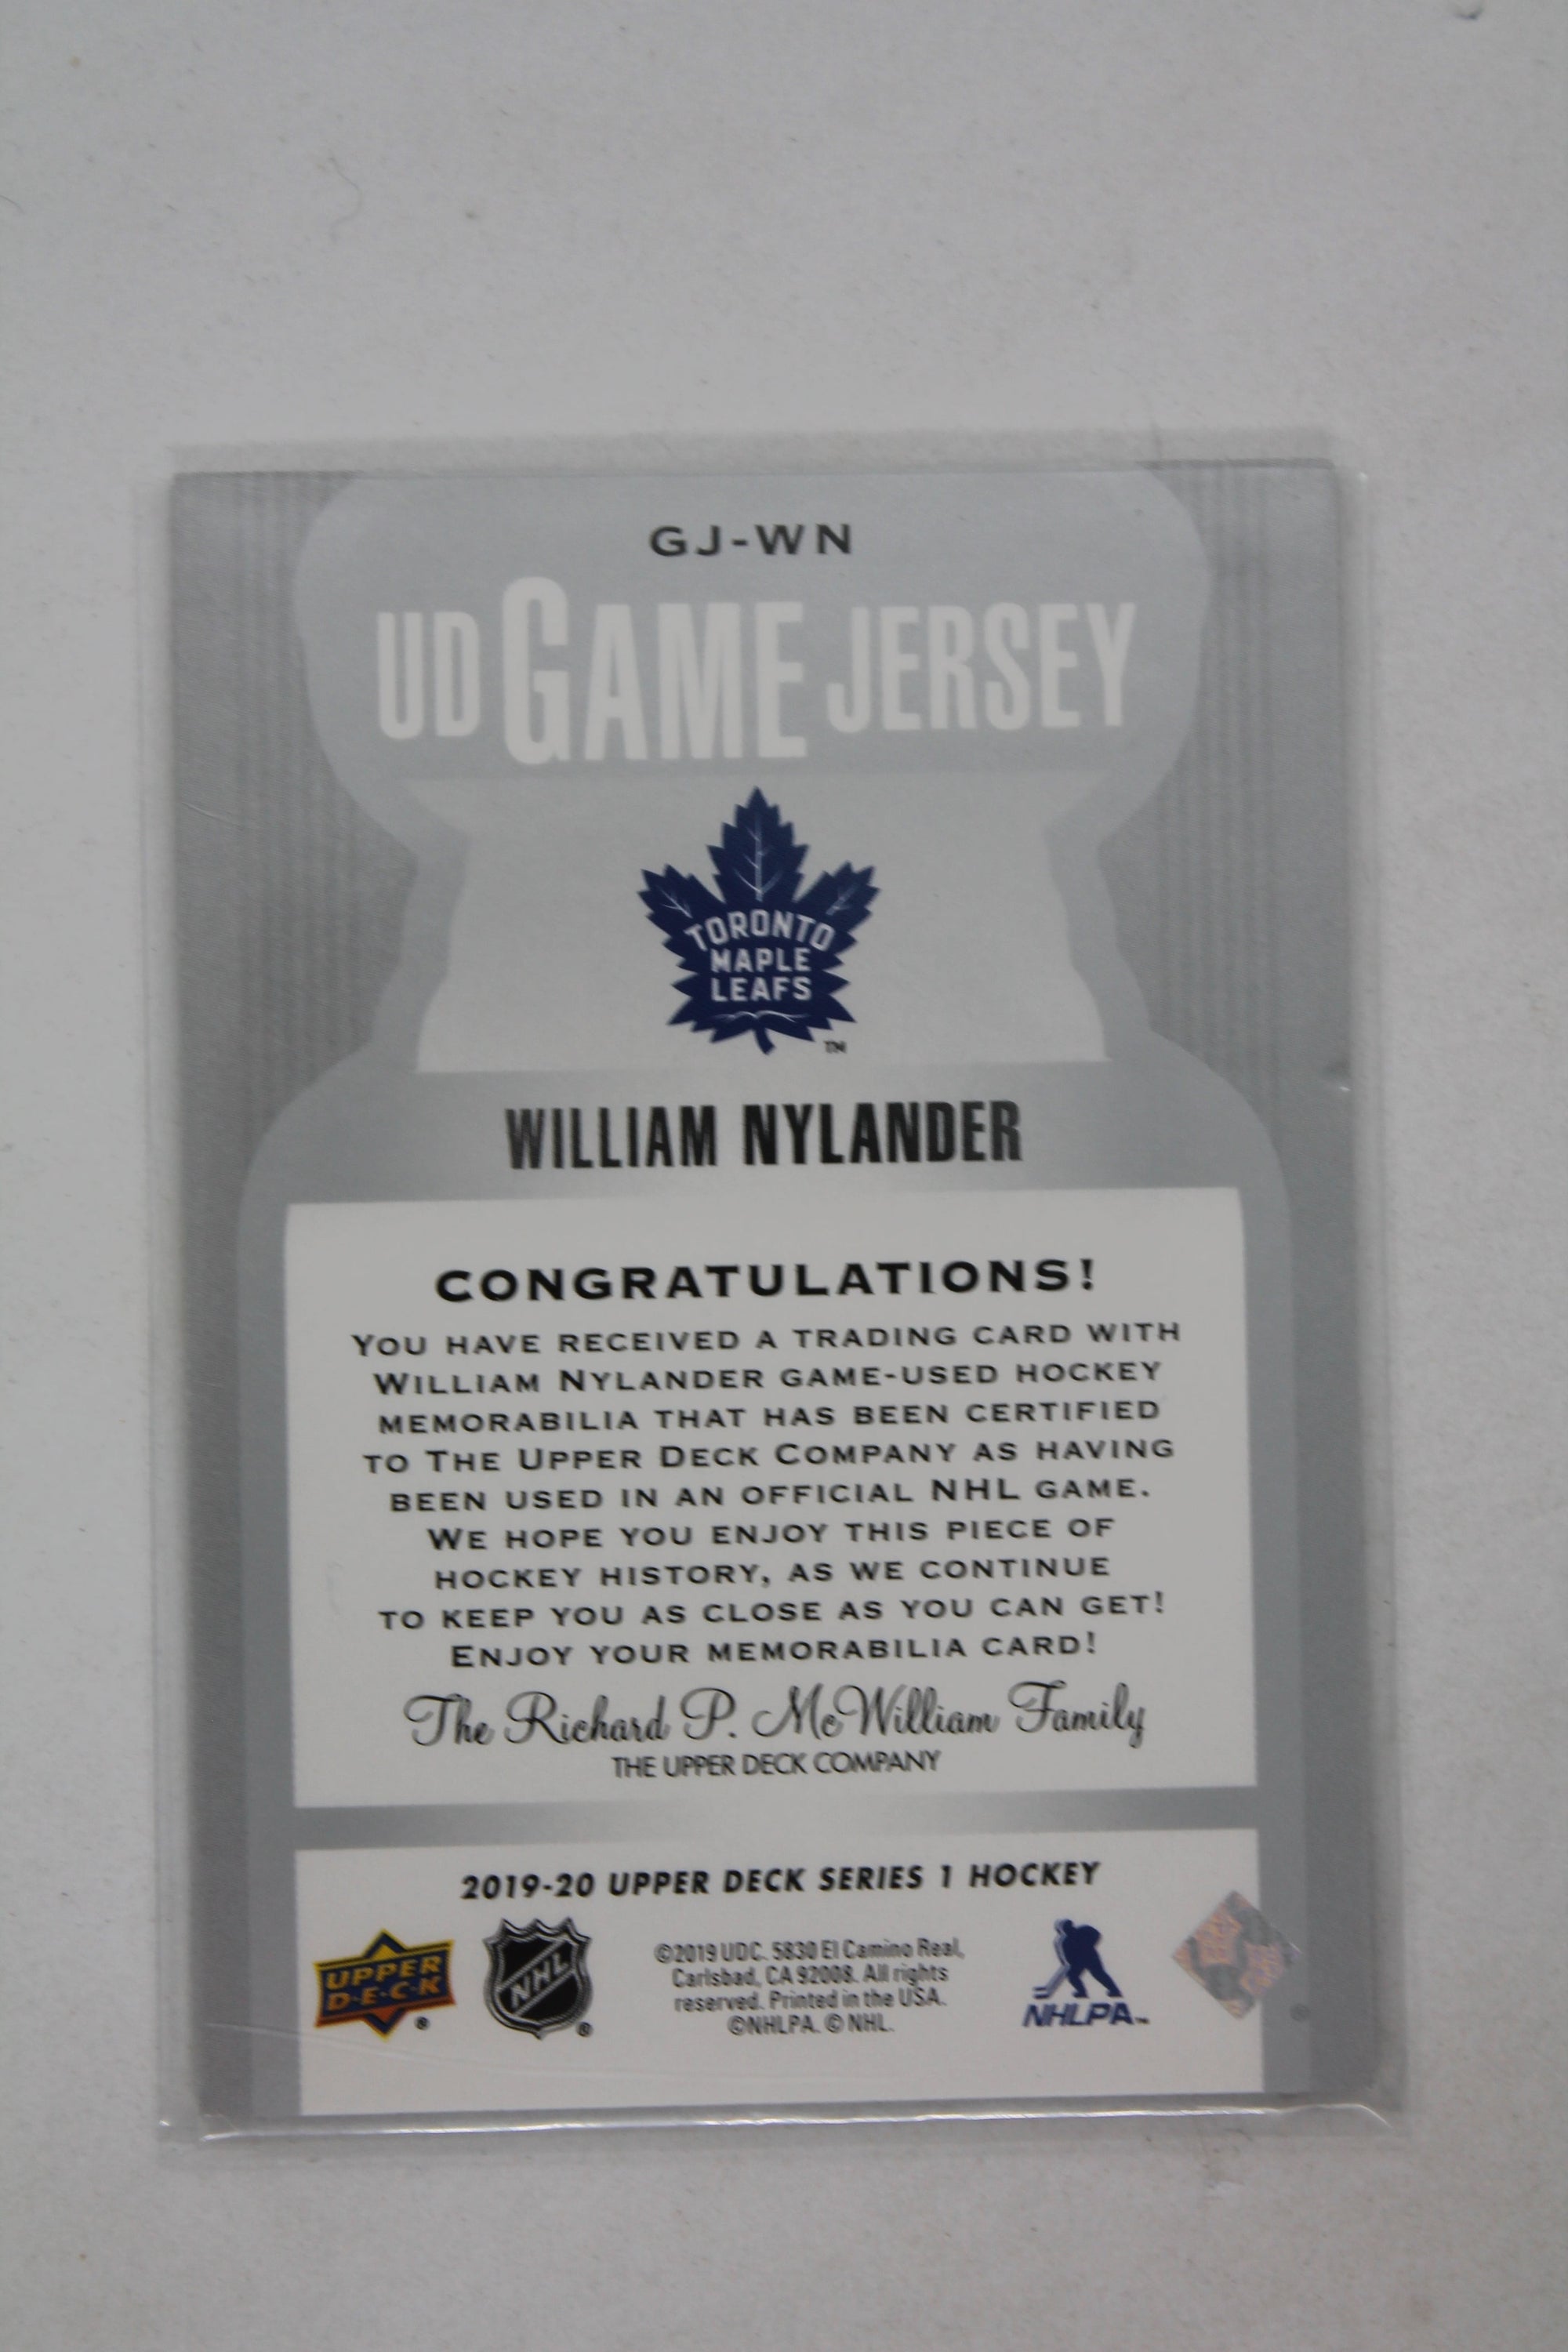 GJ-WN
UD GAME JERSEY
TORONTO
MAPLE
LEAFS
TM
WILLIAM NYLANDER
CONGRATULATIONS!
YOU HAVE RECEIVED A TRADING CARD WITH
WILLIAM NYLANDER GAME-USED HOCKEY
MEMORABILIA THAT HAS BEEN CERTIFIED
TO THE UPPER DECK COMPANY AS HAVING
BEEN USED IN AN OFFICIAL NHL GAME.
WE HOPE YOU ENJOY THIS PIECE OF
HOCKEY HISTORY, AS WE CONTINUE
TO KEEP YOU AS CLOSE AS YOU CAN GET!
ENJOY YOUR MEMORABILIA CARD!
The Richard P. McWilliam Family
THE UPPER DECK COMPANY
2019-20 UPPER DECK SERIES 1 HOCKEY
UPPER
D·E·C·K
®
NHL
®
©2019 UDC. 5830 El Camino Real,
Carlsbad, CA 92008. All rights
reserved. Printed in the USA.
©NHLPA. © NHL.
NHLPA™